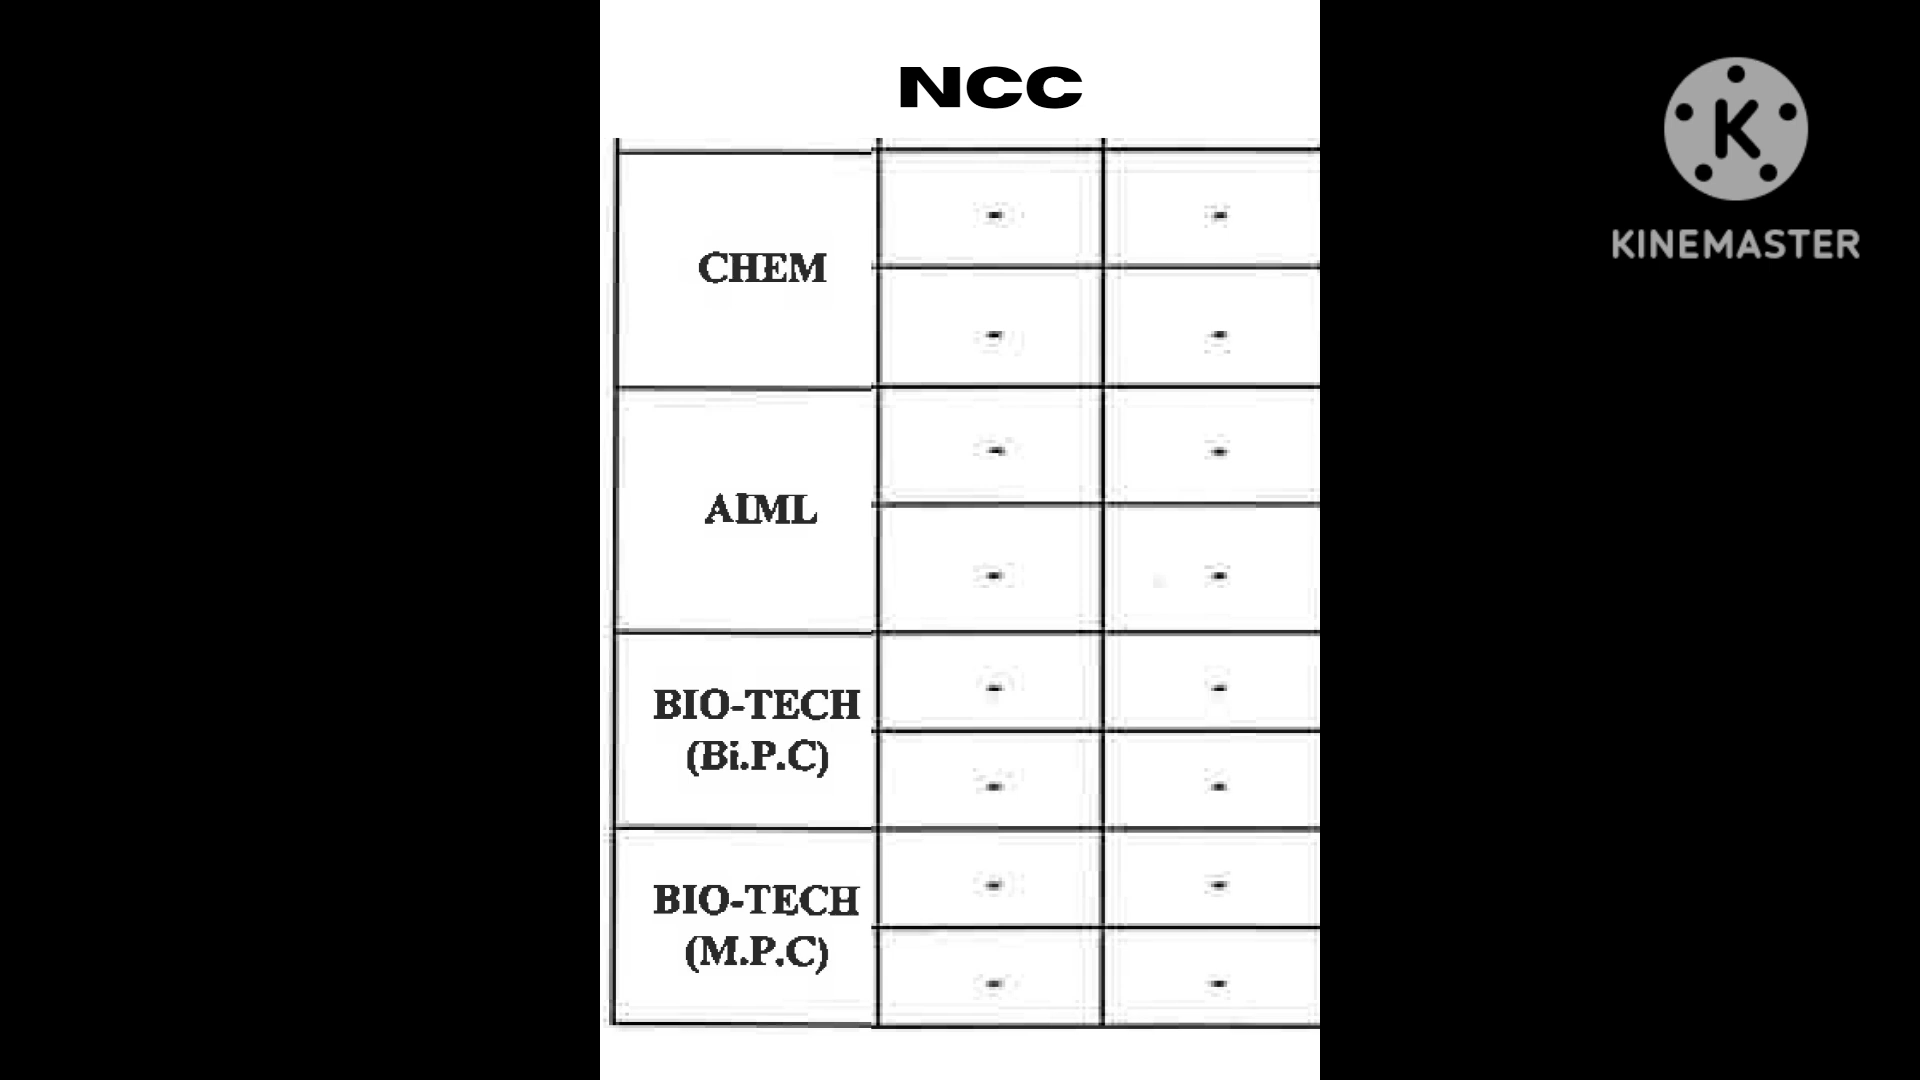 NCC
K
KINEMASTER
CHEM
-
-
-
-
AIML
-
-
-
-
BIO-TECH
(Bi.P.C)
-
-
-
-
BIO-TECH
(M.P.C)
-
-
-
-